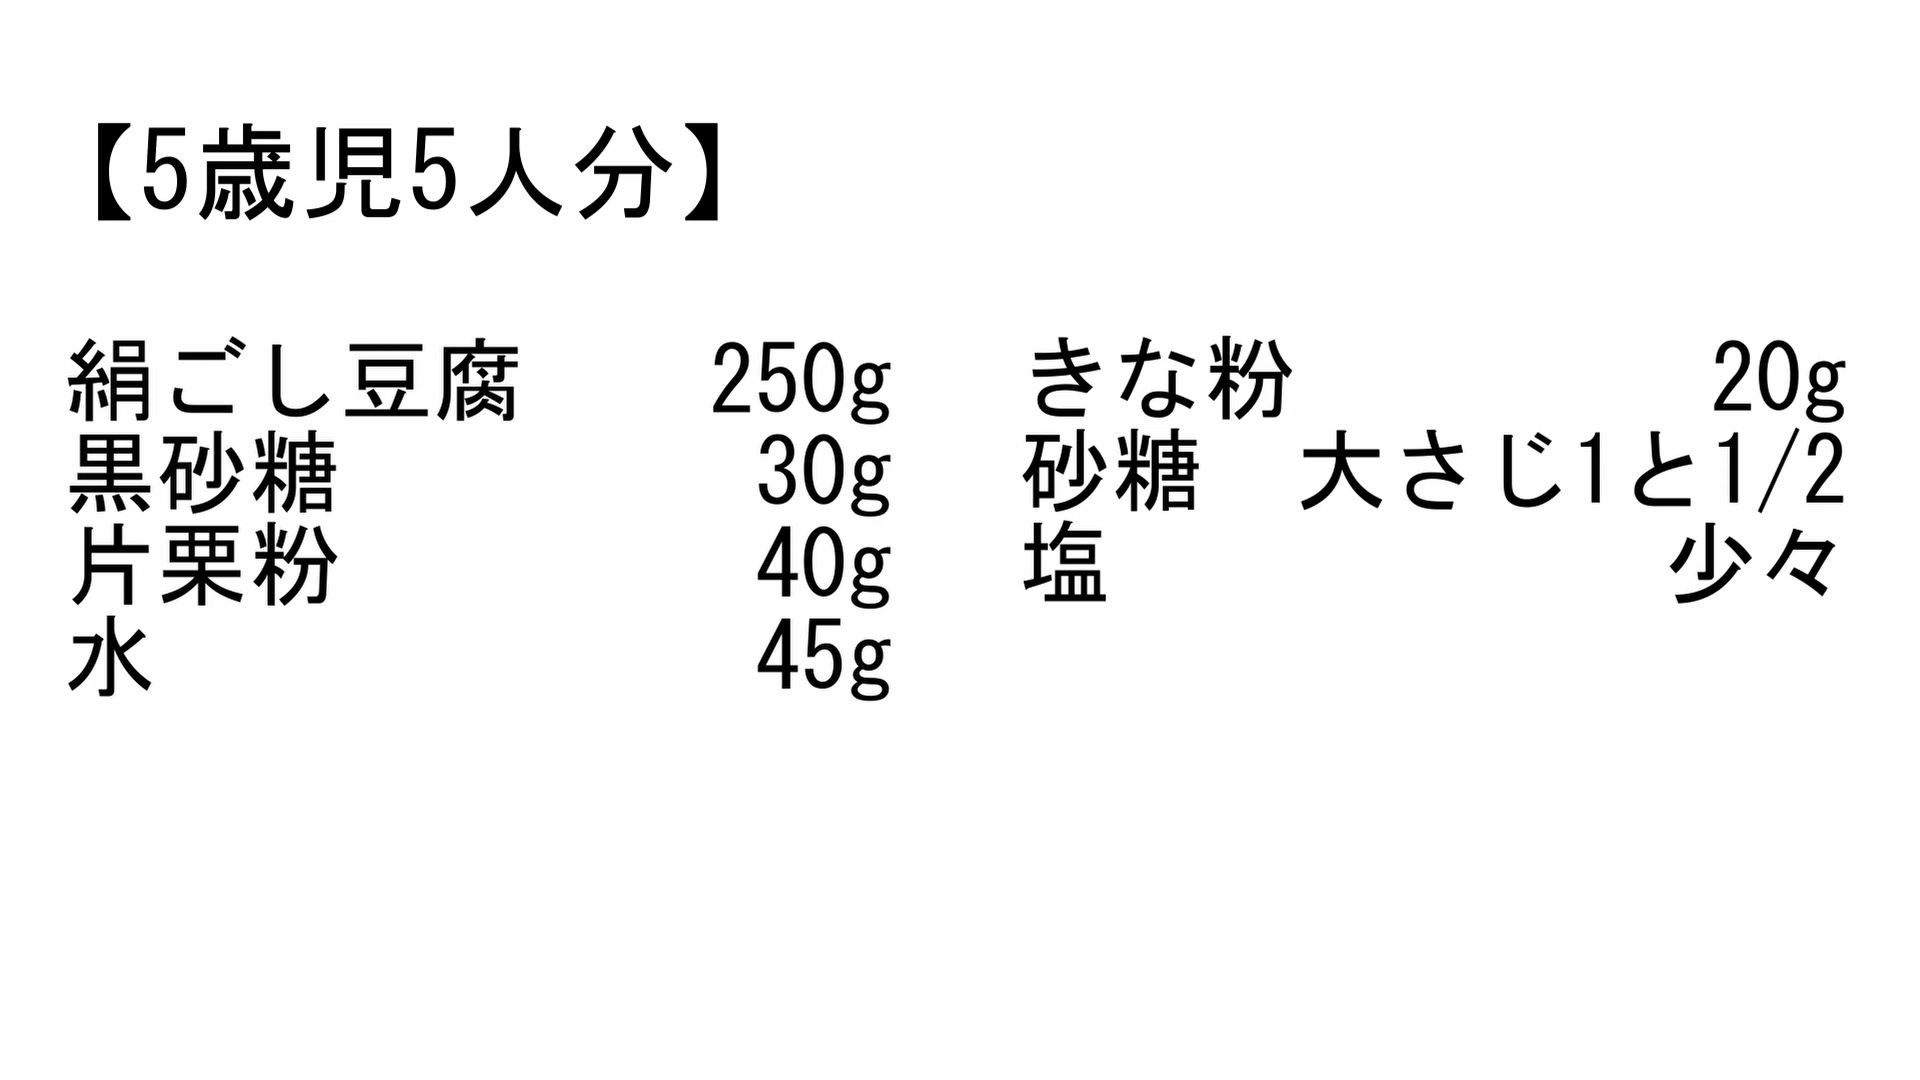 【5歳児5人分】
絹ごし豆腐 250g
黒砂糖 30g
片栗粉 40g
水 45g
きな粉 20g
砂糖 大さじ1と1/2
塩 少々